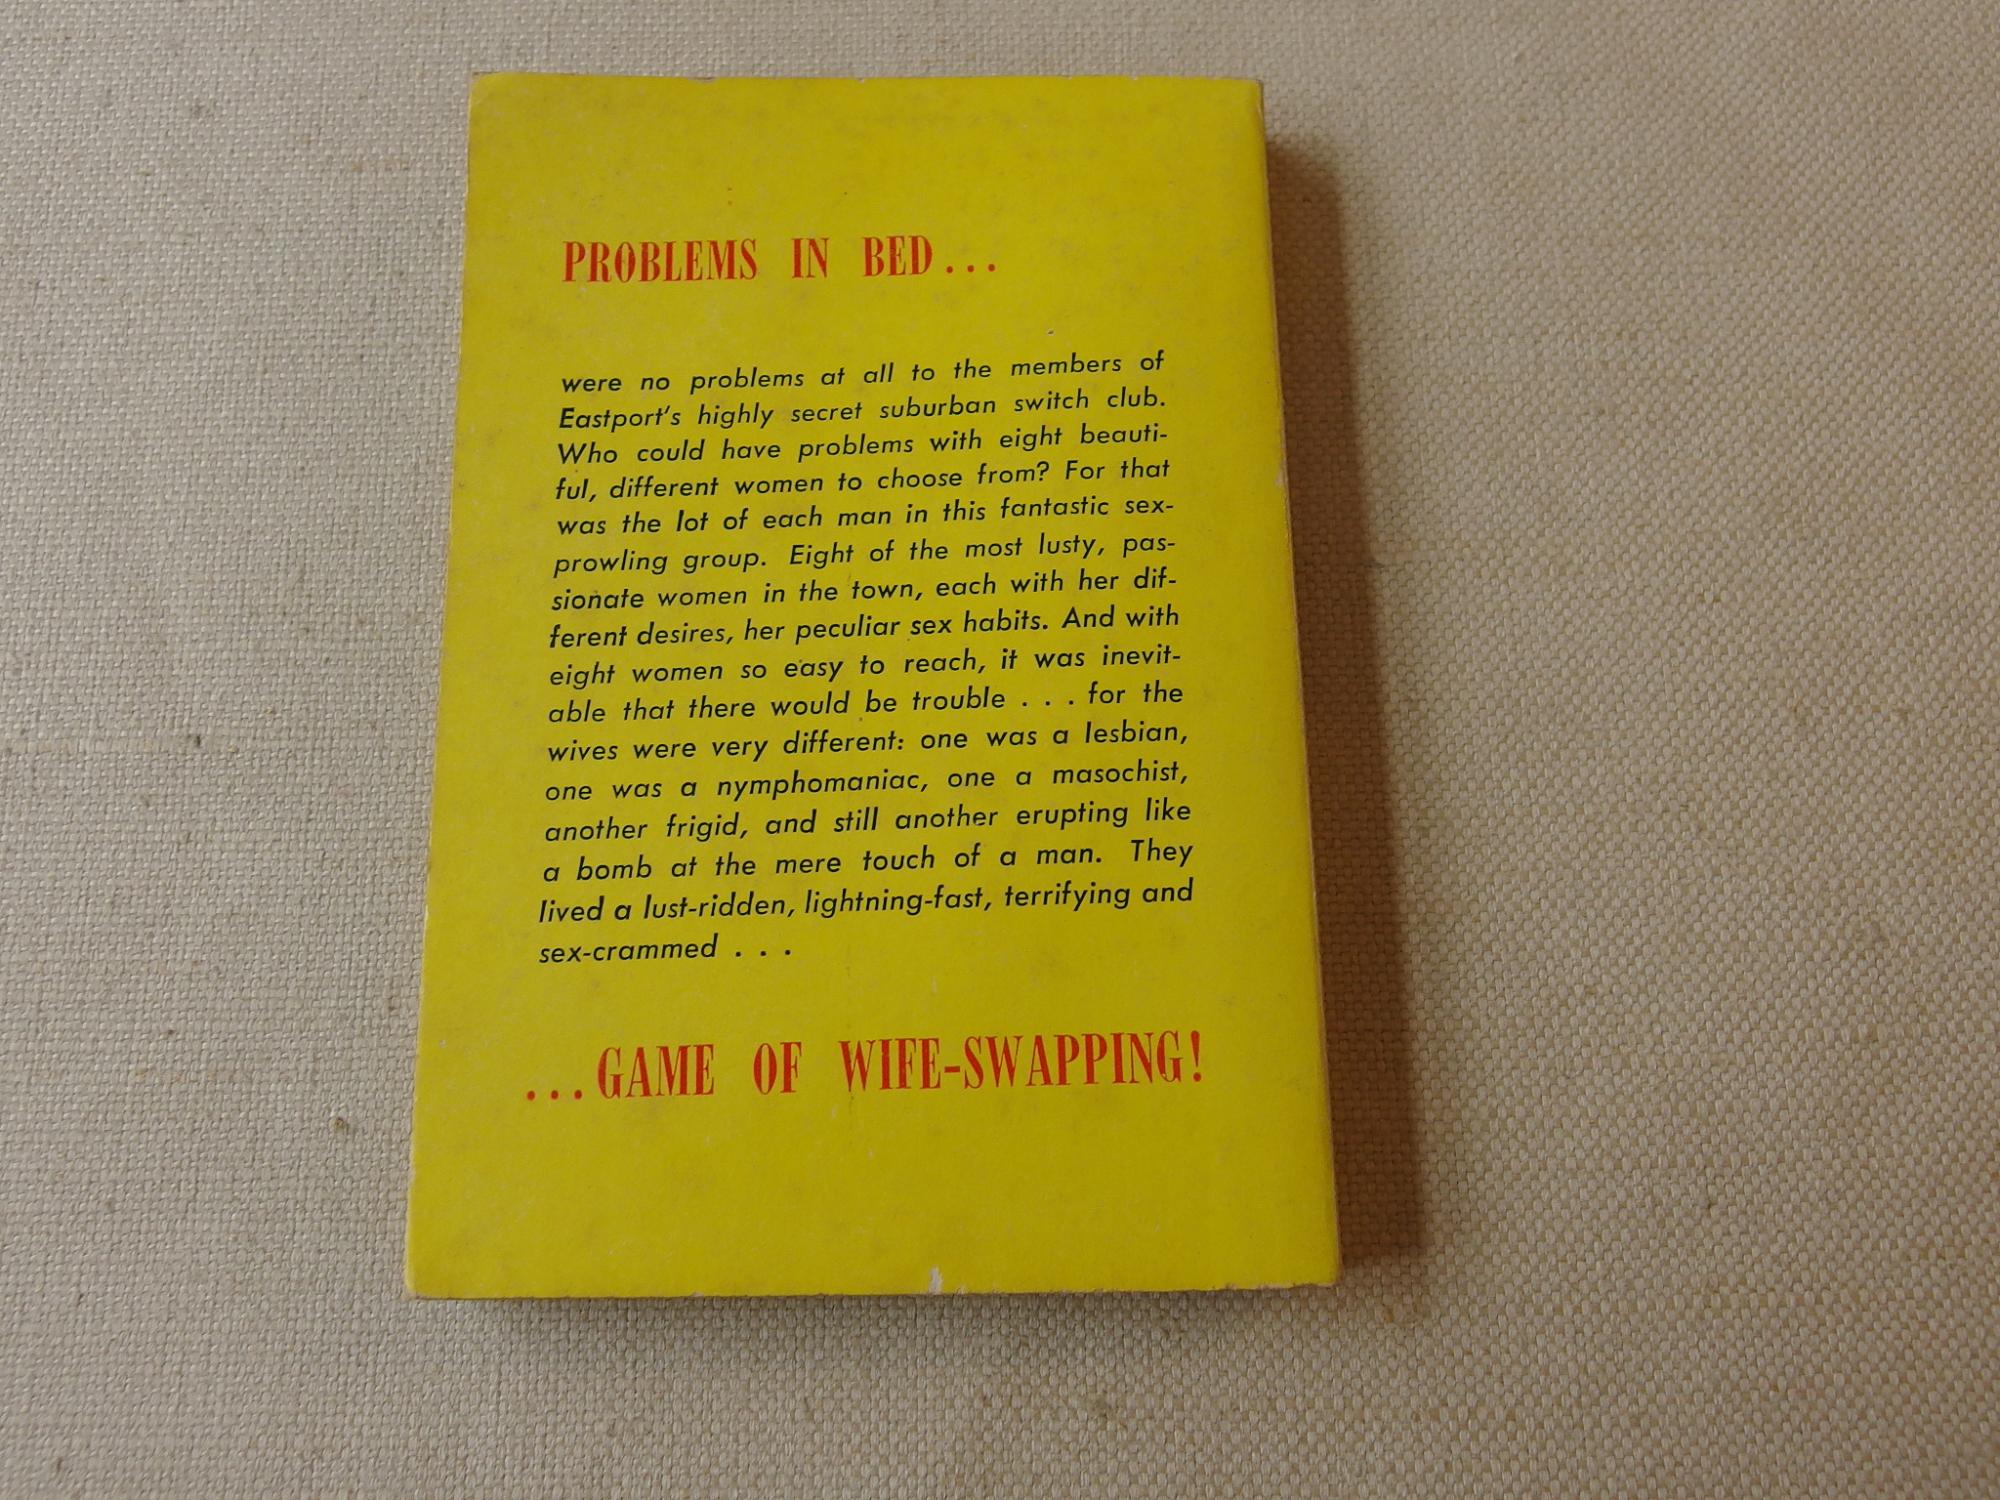 PROBLEMS IN BED...
were no problems at all to the members of
Eastport's highly secret suburban switch club.
Who could have problems with eight beauti-
ful, different women to choose from? For that
was the lot of each man in this fantastic sex-
prowling group. Eight of the most lusty, pas-
sionate women in the town, each with her dif-
ferent desires, her peculiar sex habits. And with
eight women so easy to reach, it was inevit-
able that there would be trouble . . . for the
wives were very different: one was a lesbian,
one was a nymphomaniac, one a masochist,
another frigid, and still another erupting like
a bomb at the mere touch of a man. They
lived a lust-ridden, lightning-fast, terrifying and
sex-crammed . . .
...GAME OF WIFE-SWAPPING!